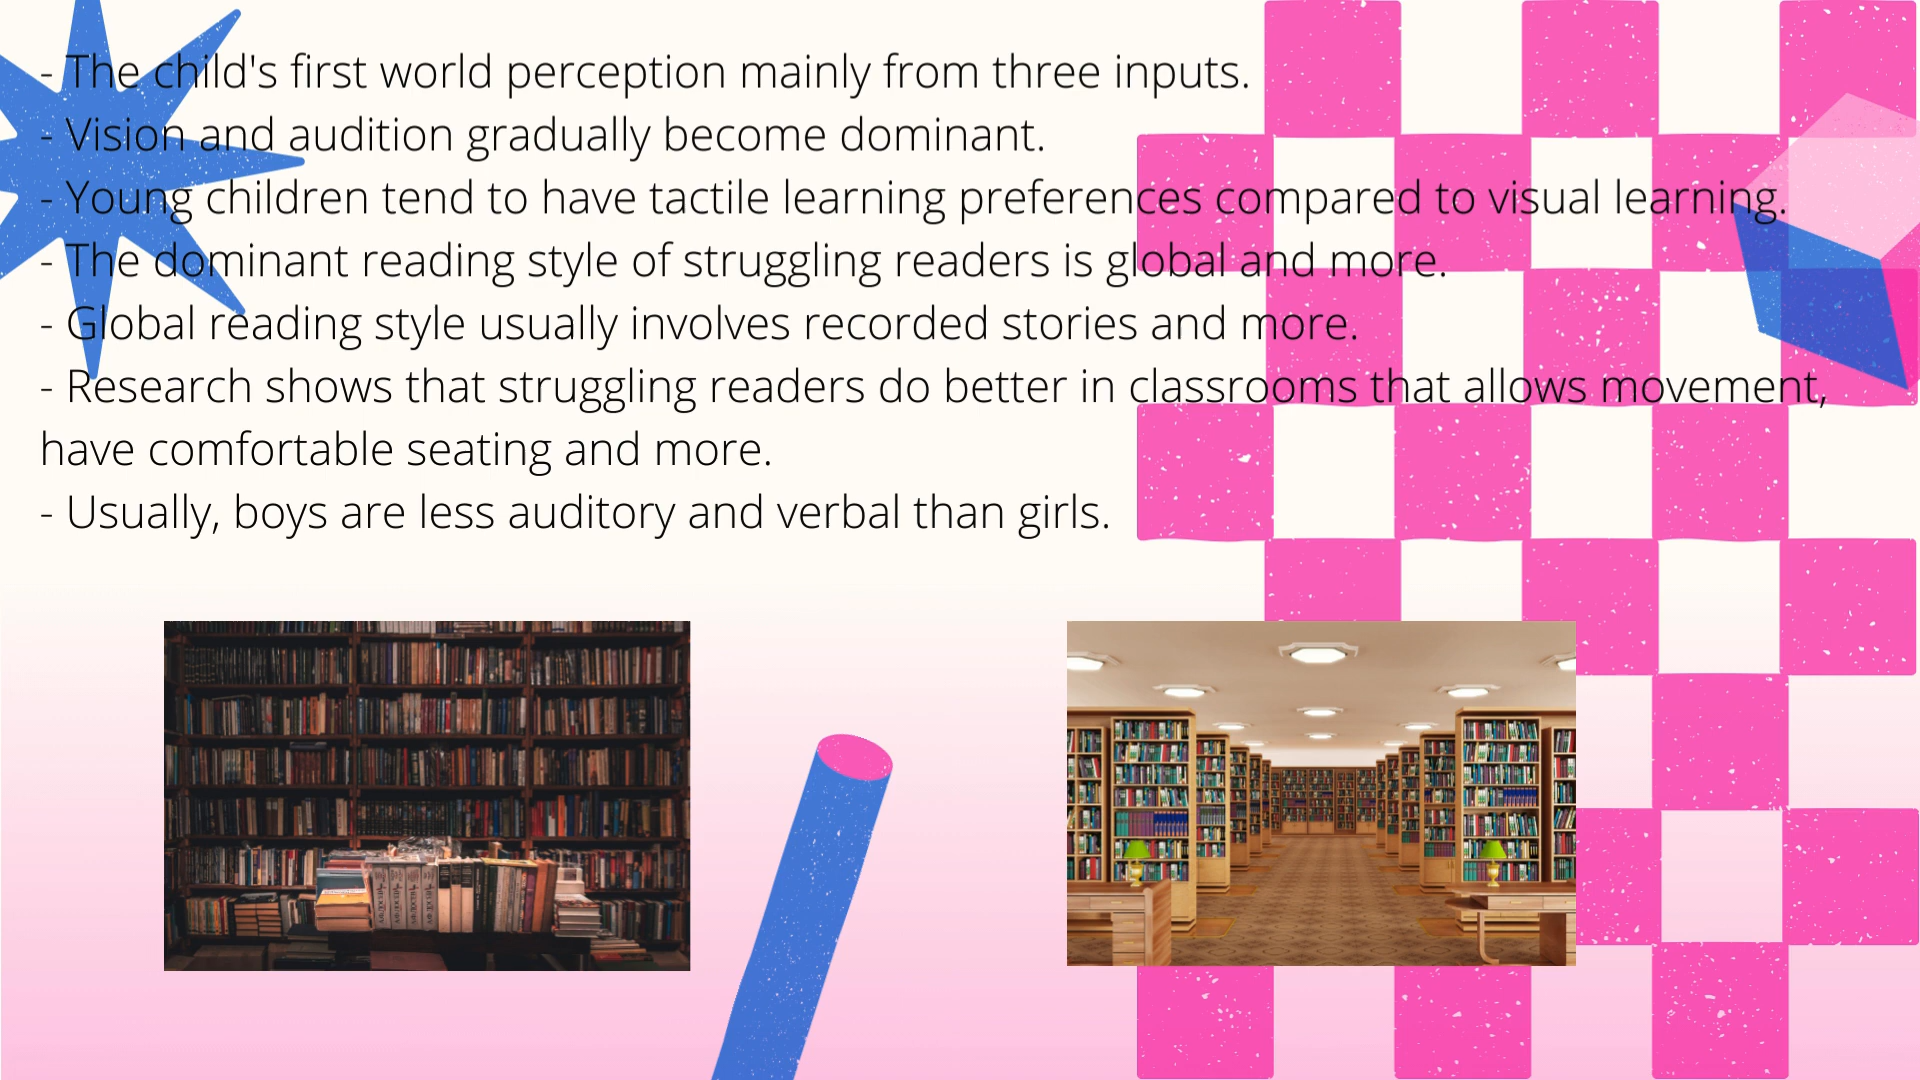 - The child's first world perception mainly from three inputs.
- Vision and audition gradually become dominant.
- Young children tend to have tactile learning preferences compared to visual learning.
- The dominant reading style of struggling readers is global and more.
- Global reading style usually involves recorded stories and more.
- Research shows that struggling readers do better in classrooms that allows movement,
have comfortable seating and more.
- Usually, boys are less auditory and verbal than girls.